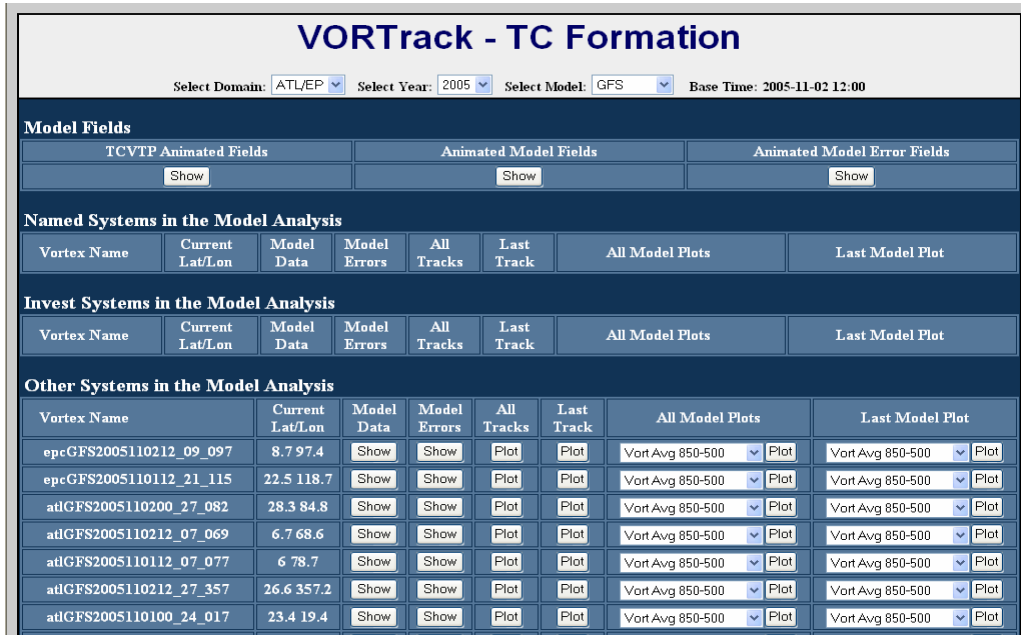 VORTrack - TC Formation
Select Domain: ATL/EP Select Year: 2005 Select Model: GFS Base Time: 2005-11-02 12:00
Model Fields
TCVTP Animated Fields Animated Model Fields Animated Model Error Fields
Show Show Show
Named Systems in the Model Analysis
Vortex Name Current Lat/Lon Model Data Model Errors All Tracks Last Track All Model Plots Last Model Plot
Invest Systems in the Model Analysis
Vortex Name Current Lat/Lon Model Data Model Errors All Tracks Last Track All Model Plots Last Model Plot
Other Systems in the Model Analysis
Vortex Name Current Lat/Lon Model Data Model Errors All Tracks Last Track All Model Plots Last Model Plot
epcGFS2005110212_09_097 8.7 97.4 Show Show Plot Plot Vort Avg 850-500 Plot Vort Avg 850-500 Plot
epcGFS2005110112_21_115 22.5 118.7 Show Show Plot Plot Vort Avg 850-500 Plot Vort Avg 850-500 Plot
atlGFS2005110200_27_082 28.3 84.8 Show Show Plot Plot Vort Avg 850-500 Plot Vort Avg 850-500 Plot
atlGFS2005110212_07_069 6.7 68.6 Show Show Plot Plot Vort Avg 850-500 Plot Vort Avg 850-500 Plot
atlGFS2005110112_07_077 6 78.7 Show Show Plot Plot Vort Avg 850-500 Plot Vort Avg 850-500 Plot
atlGFS2005110212_27_357 26.6 357.2 Show Show Plot Plot Vort Avg 850-500 Plot Vort Avg 850-500 Plot
atlGFS2005110100_24_017 23.4 19.4 Show Show Plot Plot Vort Avg 850-500 Plot Vort Avg 850-500 Plot